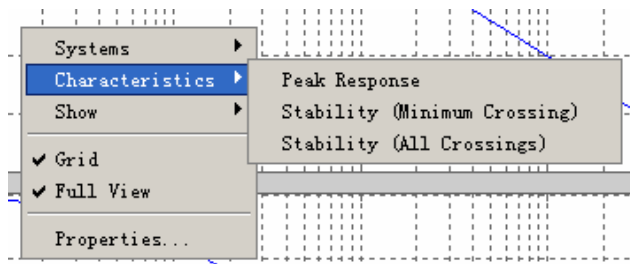 Systems
Characteristics
Show
Grid
Full View
Properties...
Peak Response
Stability (Minimum Crossing)
Stability (All Crossings)